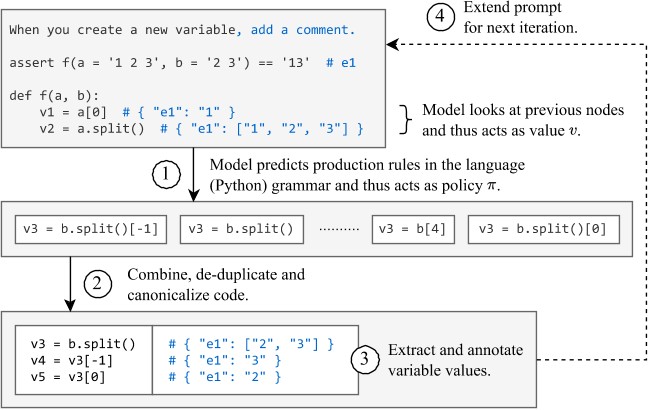 When you create a new variable, add a comment.
assert f(a = '1 2 3', b = '2 3') == '13'  # e1
def f(a, b):
    v1 = a[0]  # { "e1": "1" }
    v2 = a.split()  # { "e1": ["1", "2", "3"] }
4 Extend prompt
for next iteration.
Model looks at previous nodes
and thus acts as value v.
1 Model predicts production rules in the language
(Python) grammar and thus acts as policy π.
v3 = b.split()[-1]  v3 = b.split()  ..........  v3 = b[4]  v3 = b.split()[0]
2 Combine, de-duplicate and
canonicalize code.
v3 = b.split()  # { "e1": ["2", "3"] }
v4 = v3[-1]  # { "e1": "3" }
v5 = v3[0]  # { "e1": "2" }
3 Extract and annotate
variable values.